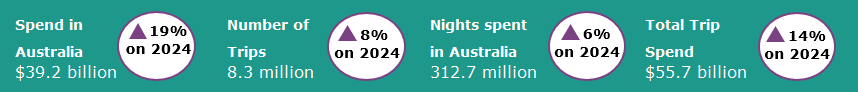 Spend in
Australia
$39.2 billion
19%
on 2024
Number of
Trips
8.3 million
8%
on 2024
Nights spent
in Australia
312.7 million
6%
on 2024
Total Trip
Spend
$55.7 billion
14%
on 2024